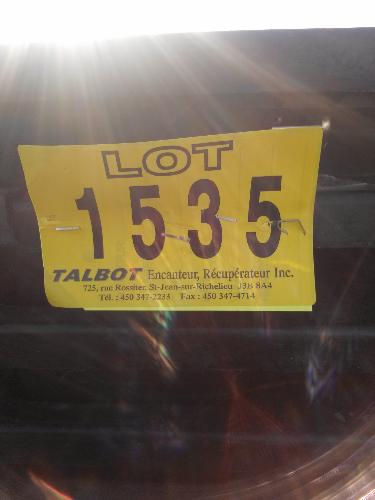 LOT
1535
TALBOT Encanteur, Récupérateur Inc.
725, rue Rossiter, St-Jean-sur-Richelieu J3B 8A4
Tél. : 450 347-2233 Fax : 450 347-4714